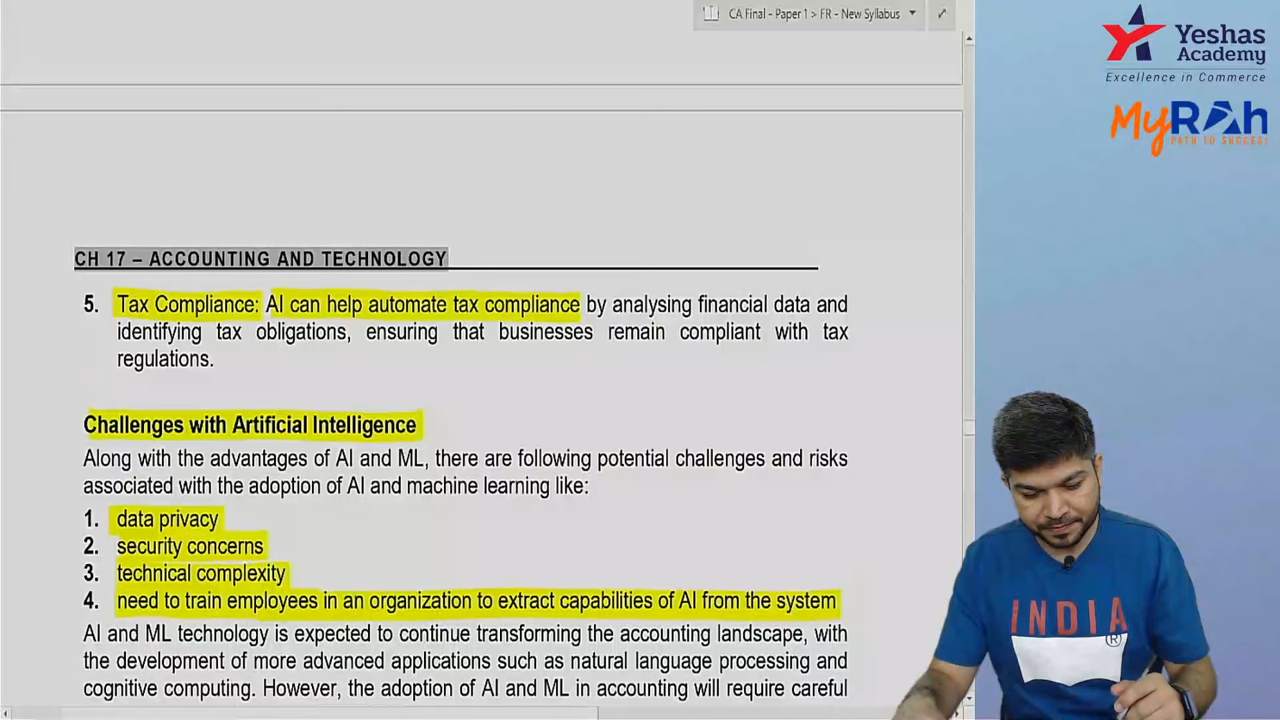 CA Final - Paper 1 > FR - New Syllabus
Yeshas
Academy
Excellence in Commerce
MyRAh
PATH TO SUCCESS
CH 17 – ACCOUNTING AND TECHNOLOGY
5. Tax Compliance: AI can help automate tax compliance by analysing financial data and
identifying tax obligations, ensuring that businesses remain compliant with tax
regulations.
Challenges with Artificial Intelligence
Along with the advantages of AI and ML, there are following potential challenges and risks
associated with the adoption of AI and machine learning like:
1. data privacy
2. security concerns
3. technical complexity
4. need to train employees in an organization to extract capabilities of AI from the system
AI and ML technology is expected to continue transforming the accounting landscape, with
the development of more advanced applications such as natural language processing and
cognitive computing. However, the adoption of AI and ML in accounting will require careful
INDIA
®